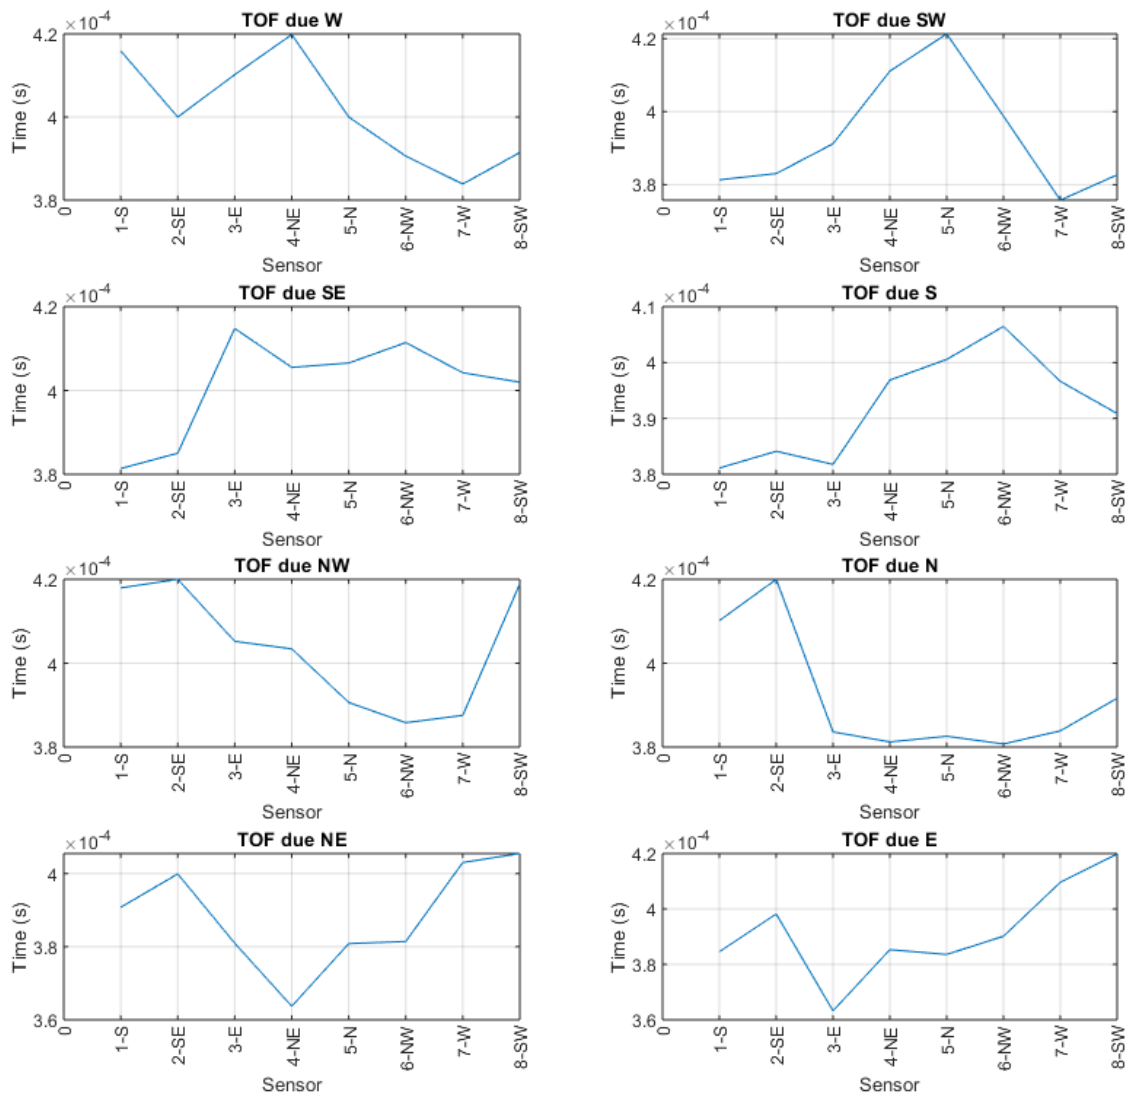 TOF due W
×10-4
4.2
4
3.8
Time (s)
0
1-S
2-SE
3-E
4-NE
5-N
6-NW
7-W
8-SW
Sensor
TOF due SW
×10-4
4.2
4
3.8
Time (s)
0
1-S
2-SE
3-E
4-NE
5-N
6-NW
7-W
8-SW
Sensor
TOF due SE
×10-4
4.2
4
3.8
Time (s)
0
1-S
2-SE
3-E
4-NE
5-N
6-NW
7-W
8-SW
Sensor
TOF due S
×10-4
4.1
4
3.9
3.8
Time (s)
0
1-S
2-SE
3-E
4-NE
5-N
6-NW
7-W
8-SW
Sensor
TOF due NW
×10-4
4.2
4
3.8
Time (s)
0
1-S
2-SE
3-E
4-NE
5-N
6-NW
7-W
8-SW
Sensor
TOF due N
×10-4
4.2
4
3.8
Time (s)
0
1-S
2-SE
3-E
4-NE
5-N
6-NW
7-W
8-SW
Sensor
TOF due NE
×10-4
4
3.8
3.6
Time (s)
0
1-S
2-SE
3-E
4-NE
5-N
6-NW
7-W
8-SW
Sensor
TOF due E
×10-4
4.2
4
3.8
3.6
Time (s)
0
1-S
2-SE
3-E
4-NE
5-N
6-NW
7-W
8-SW
Sensor